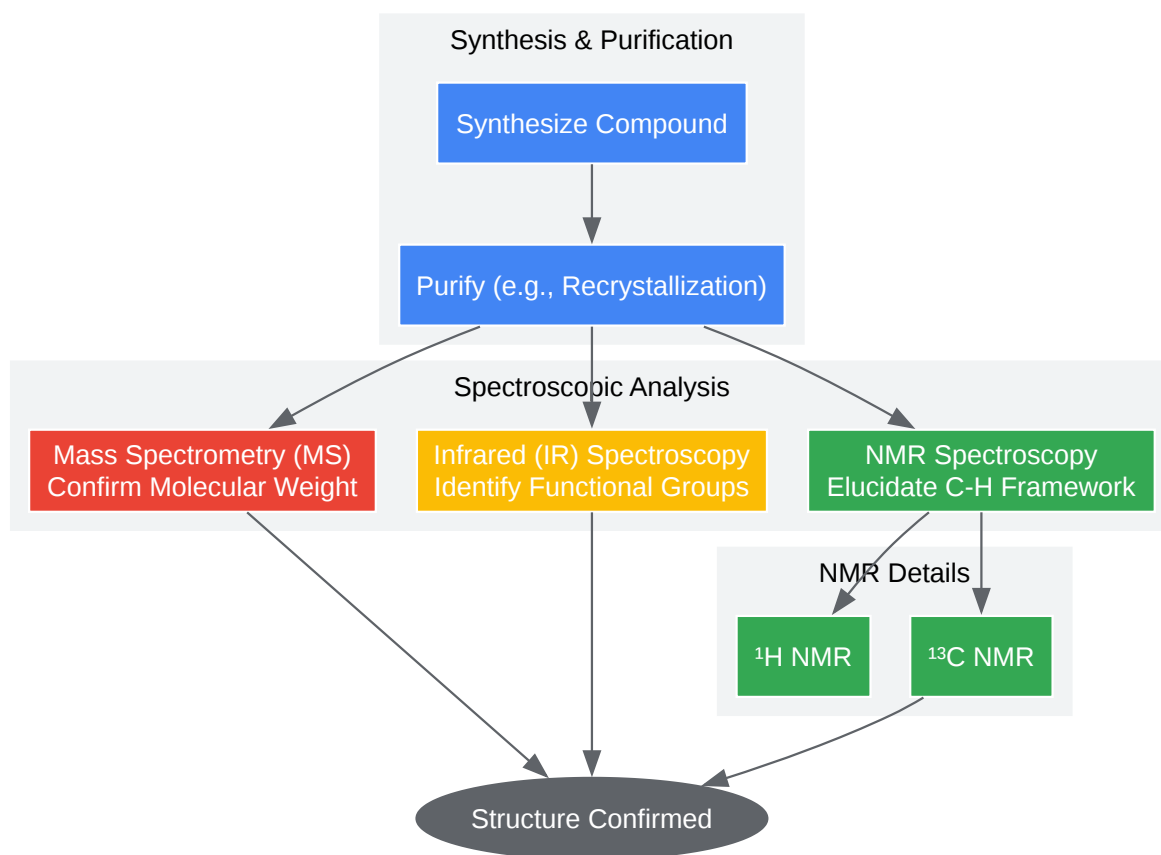 Synthesis & Purification
Synthesize Compound
Purify (e.g., Recrystallization)
Spectroscopic Analysis
Mass Spectrometry (MS)
Confirm Molecular Weight
Infrared (IR) Spectroscopy
Identify Functional Groups
NMR Spectroscopy
Elucidate C-H Framework
NMR Details
¹H NMR
¹³C NMR
Structure Confirmed